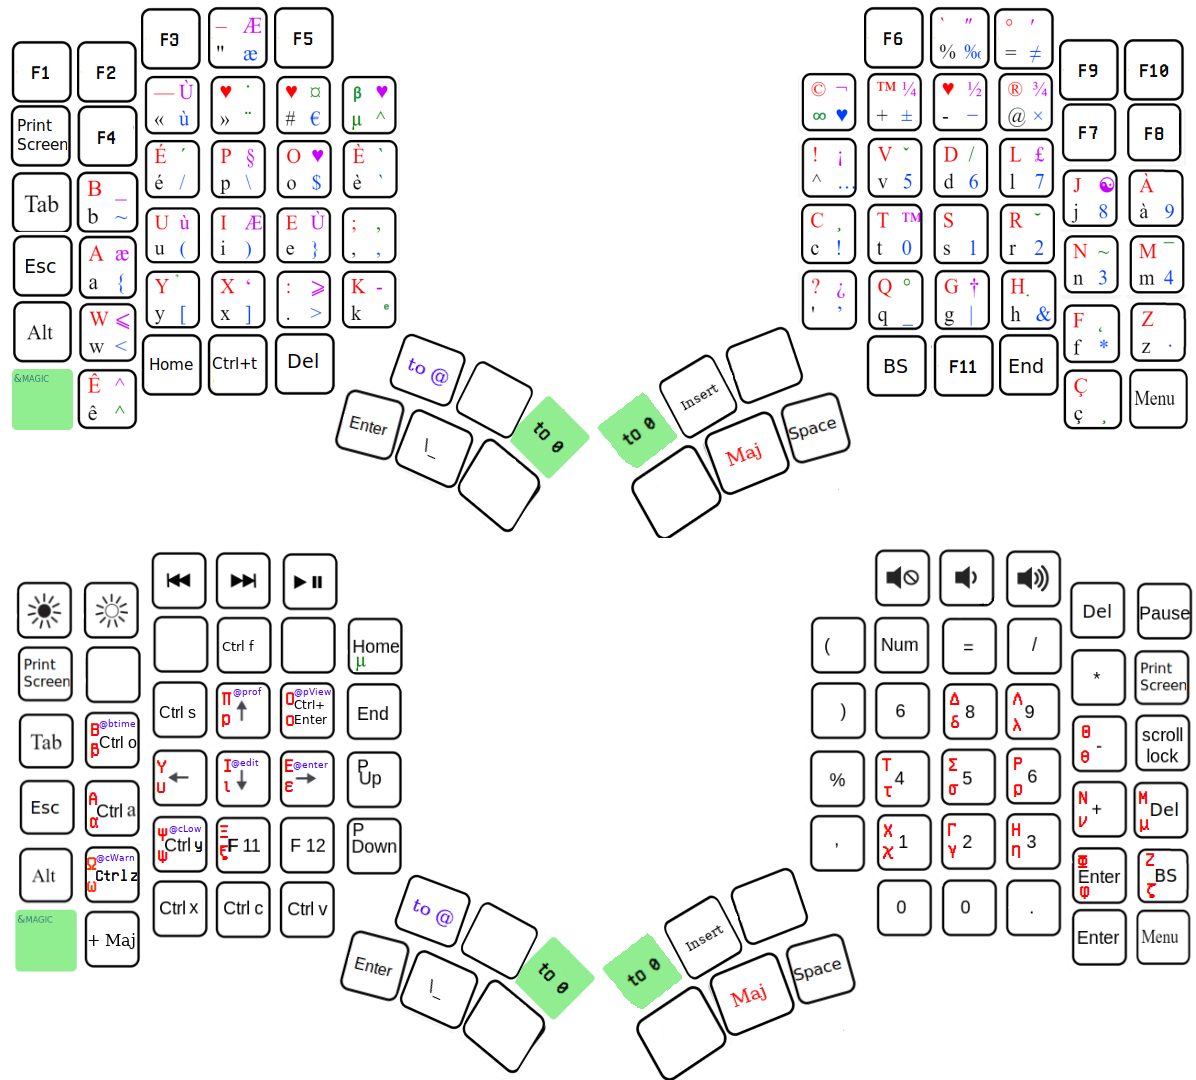 F1
F2
F3
– Æ
" æ
F5
Print
Screen
F4
— Ù
« ù
♥ ˙
» ¨
♥ ¤
# €
β ♥
µ ^
Tab
B _
b ~
É ´
é /
P §
p \
O ♥
o $
È `
è `
Esc
A æ
a {
U ù
u (
I Æ
i )
E Ù
e }
; ,
, ,
Alt
W ⩽
w <
Y ˚
y [
X ‘
x ]
: ⩾
. >
K -
k e
&MAGIC
Ê ^
ê ^
Home
Ctrl+t
Del
to @
Enter
|_
to 0
F6
` ″
% ‰
° ′
= ≠
F9
F10
© ¬
∞ ♥
™ ¼
+ ±
♥ ½
- −
® ¾
@ ×
F7
F8
! ¡
^ …
V ˇ
v 5
D /
d 6
L £
l 7
J ☯
j 8
À
à 9
C ¸
c !
T ™
t 0
S
s 1
R ˘
r 2
N ~
n 3
M ¯
m 4
? ¿
' ’
Q °
q _
G †
g |
H .
h &
F ˛
f *
Z
z ·
BS
F11
End
Ç
ç ¸
Menu
to 0
Insert
Maj
Space
Print
Screen
Ctrl f
Home
µ
Tab
Β @btime
β Ctrl o
Ctrl s
Π @prof
p ↑
Ο @pView
Ctrl+
ο Enter
End
Esc
Α
α Ctrl a
Υ
υ ←
Ι @edit
ι ↓
Ε @enter
ε →
P
Up
Alt
Ω @cWarn
ω Ctrlz
Ψ @cLow
ψ Ctrl y
Ξ
ξ F 11
F 12
P
Down
&MAGIC
+ Maj
Ctrl x
Ctrl c
Ctrl v
to @
Enter
|_
to 0
Del
Pause
(
Num
=
/
*
Print
Screen
)
6
Δ
δ 8
Λ
λ 9
Θ
θ -
scroll
lock
%
Τ
τ 4
Σ
σ 5
Ρ
ρ 6
Ν
ν +
Μ
μ Del
,
Χ
χ 1
Γ
γ 2
Η
η 3
Φ
Enter
φ
Ζ
ζ BS
0
0
.
Enter
Menu
to 0
Insert
Maj
Space